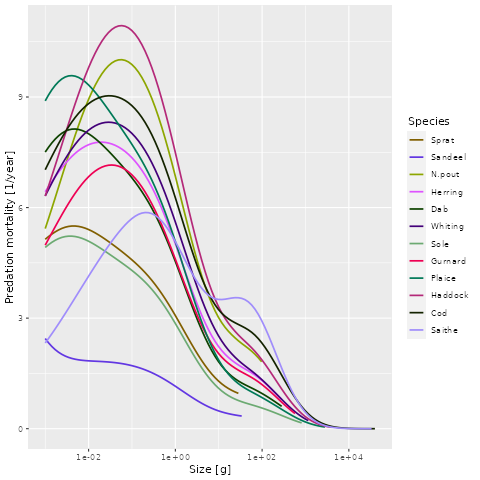 Predation mortality [1/year]
9
6
3
0
1e-02
1e+00
1e+02
1e+04
Size [g]
Species
Sprat
Sandeel
N.pout
Herring
Dab
Whiting
Sole
Gurnard
Plaice
Haddock
Cod
Saithe